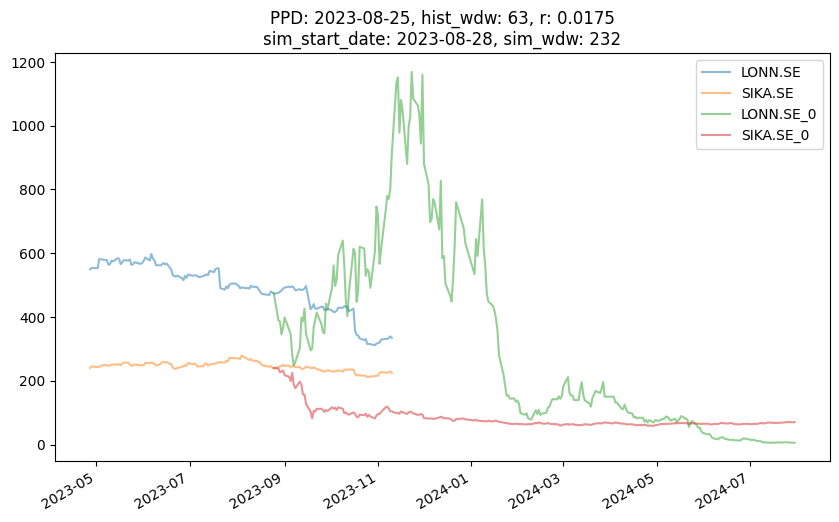 PPD: 2023-08-25, hist_wdw: 63, r: 0.0175
sim_start_date: 2023-08-28, sim_wdw: 232
LONN.SE
SIKA.SE
LONN.SE_0
SIKA.SE_0
1200
1000
800
600
400
200
0
2023-05
2023-07
2023-09
2023-11
2024-01
2024-03
2024-05
2024-07